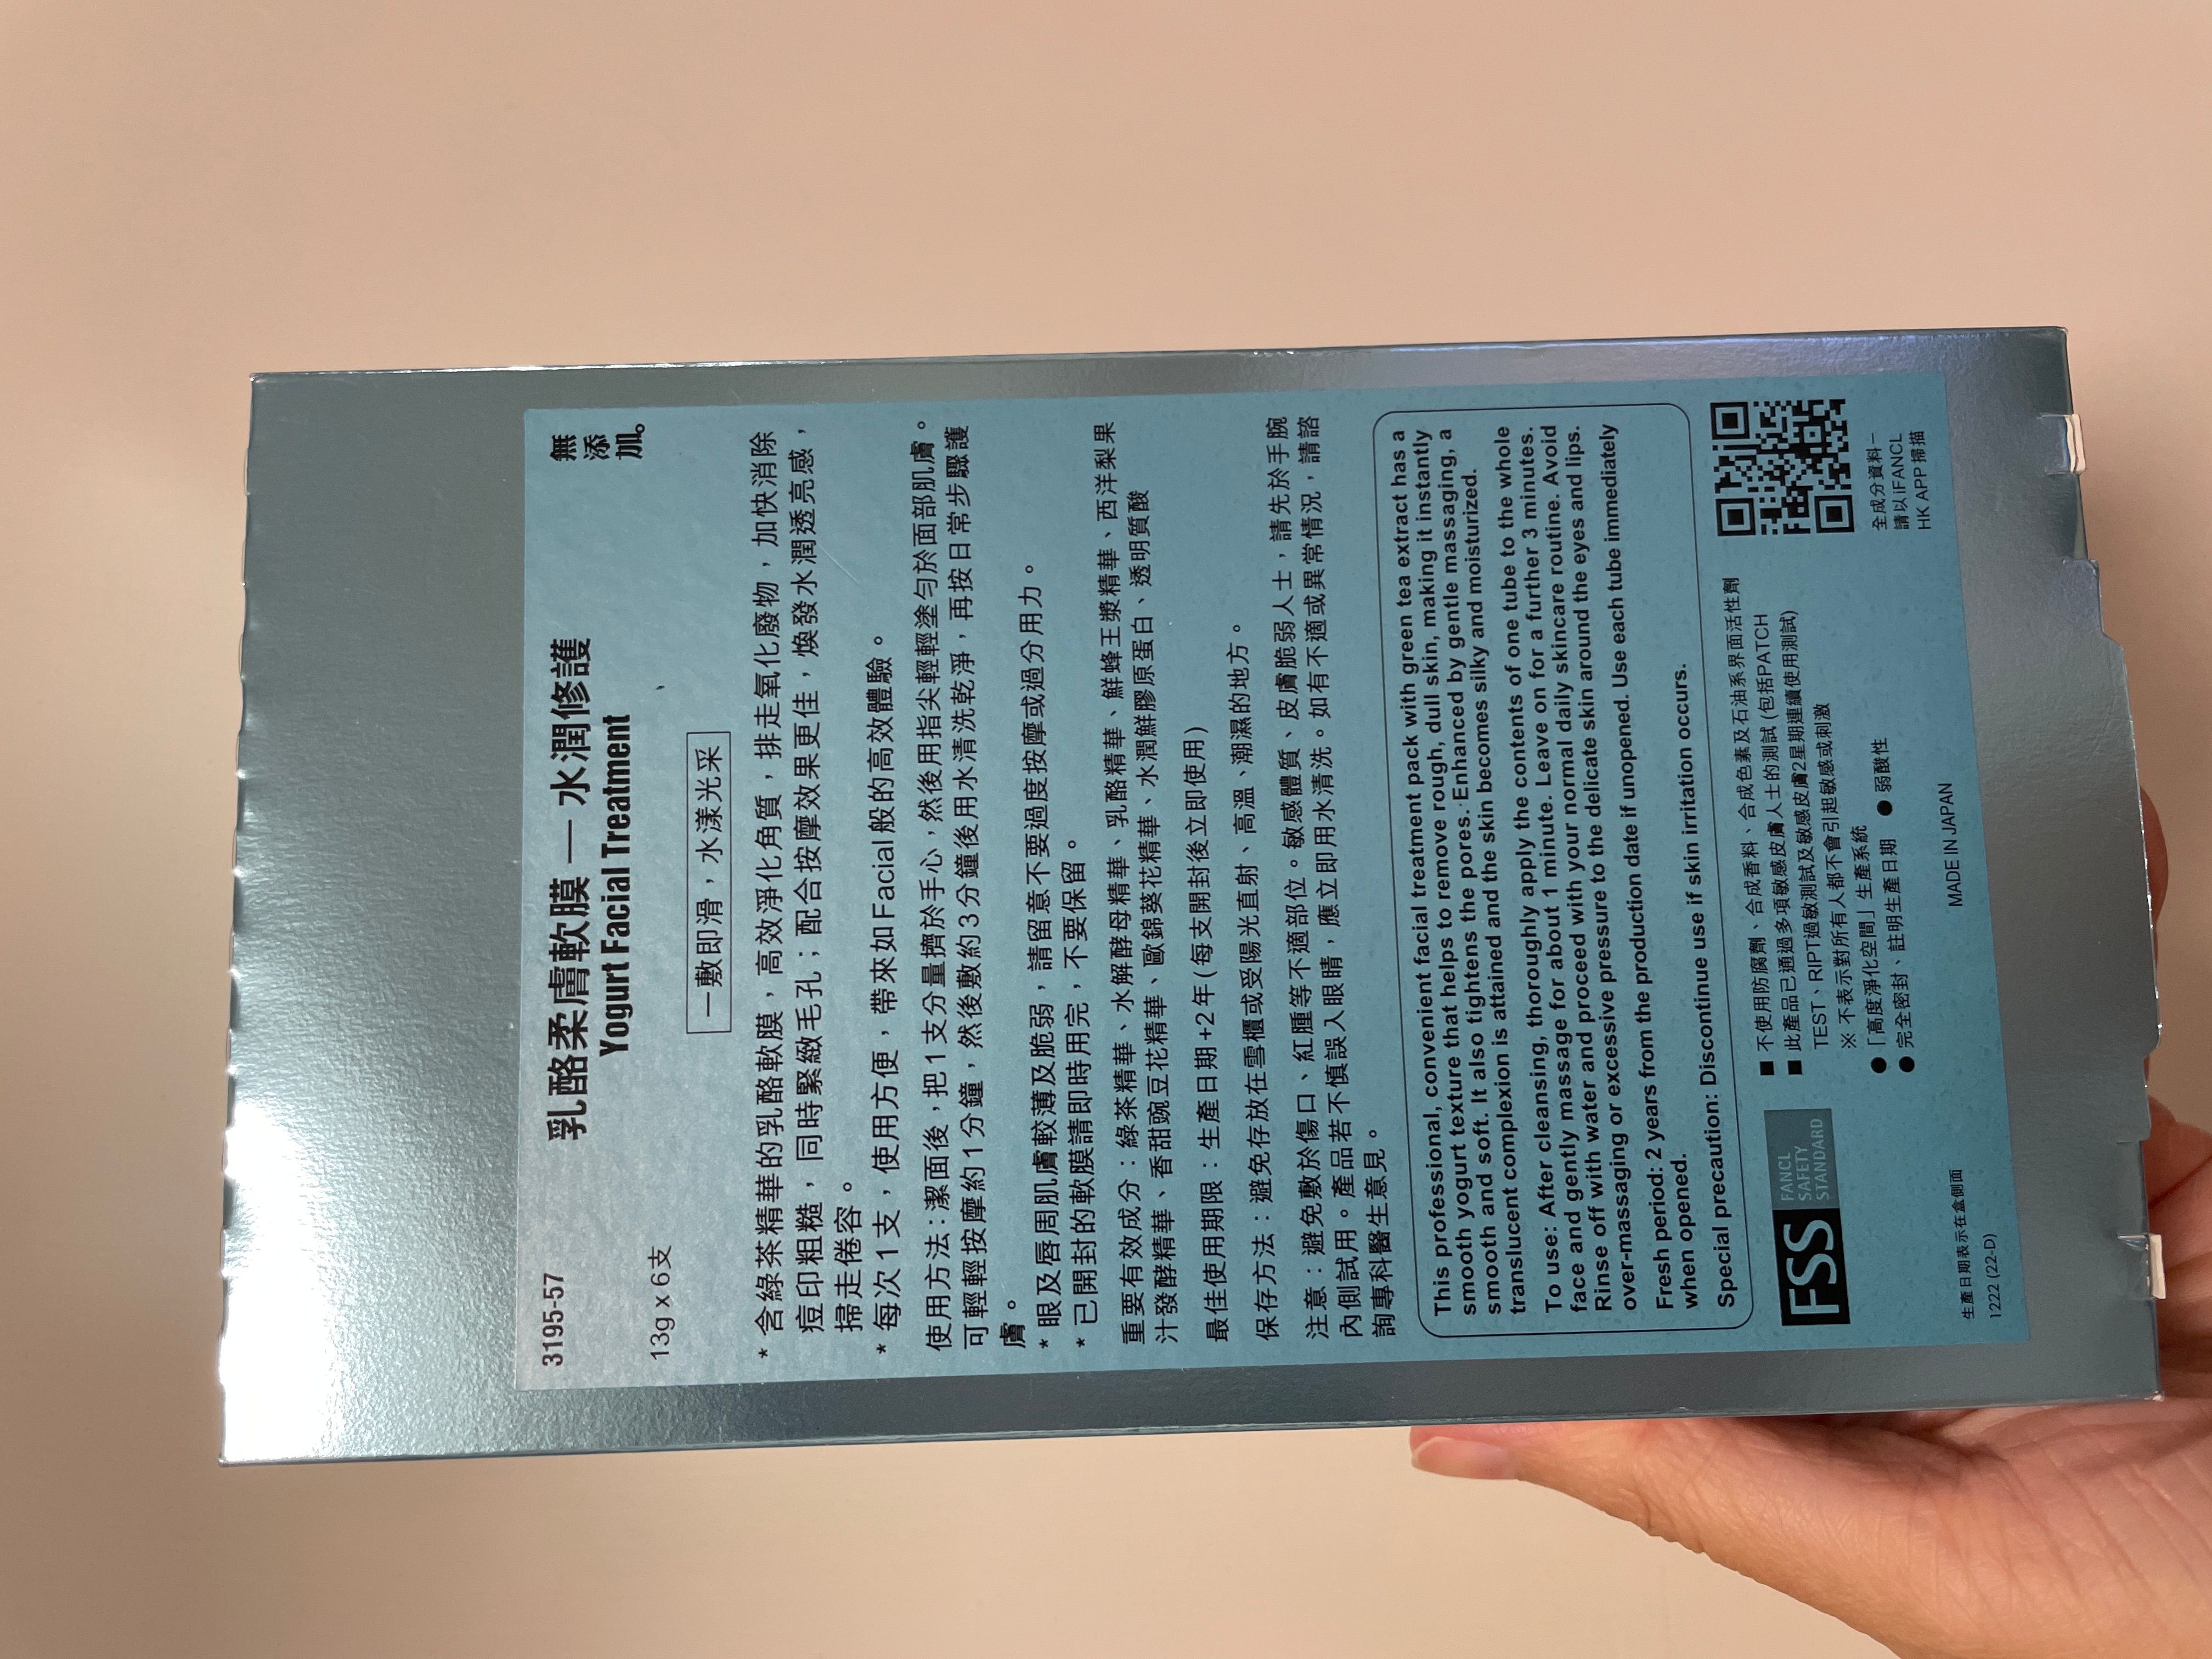 3195-57
乳酪柔膚軟膜 — 水潤修護
無添加。
Yogurt Facial Treatment
13g x 6支
一敷即滑，水漾光采
* 含綠茶精華的乳酪軟膜，高效淨化角質，排走氧化廢物，加快消除
痘印粗糙，同時緊緻毛孔；配合按摩效果更佳，煥發水潤透亮感，
掃走倦容。
* 每次1支，使用方便，帶來如Facial般的高效體驗。
使用方法：潔面後，把1支分量擠於手心，然後用指尖輕輕塗勻於面部肌膚。
可輕輕按摩約1分鐘，然後敷約3分鐘後用水清洗乾淨，再按日常步驟護
膚。
* 眼及唇周肌膚較薄及脆弱，請留意不要過度按摩或過分用力。
* 已開封的軟膜請即時用完，不要保留。
重要有效成分：綠茶精華、水解酵母精華、乳酪精華、鮮蜂王漿精華、西洋梨果
汁發酵精華、香甜豌豆花精華、歐錦葵花精華、水潤鮮膠原蛋白、透明質酸
最佳使用期限：生產日期+2年 (每支開封後立即使用)
保存方法：避免存放在雪櫃或受陽光直射、高溫、潮濕的地方。
注意：避免敷於傷口、紅腫等不適部位。敏感體質、皮膚脆弱人士，請先於手腕
內側試用。產品若不慎誤入眼睛，應立即用水清洗。如有不適或異常情況，請諮
詢專科醫生意見。
This professional, convenient facial treatment pack with green tea extract has a
smooth yogurt texture that helps to remove rough, dull skin, making it instantly
smooth and soft. It also tightens the pores. Enhanced by gentle massaging, a
translucent complexion is attained and the skin becomes silky and moisturized.
To use: After cleansing, thoroughly apply the contents of one tube to the whole
face and gently massage for about 1 minute. Leave on for a further 3 minutes.
Rinse off with water and proceed with your normal daily skincare routine. Avoid
over-massaging or excessive pressure to the delicate skin around the eyes and lips.
Fresh period: 2 years from the production date if unopened. Use each tube immediately
when opened.
Special precaution: Discontinue use if skin irritation occurs.
FSS
FANCL
SAFETY
STANDARD
■ 不使用防腐劑、合成香料、合成色素及石油系界面活性劑
■ 此產品已通過多項敏感皮膚人士的測試 (包括PATCH
TEST、RIPT過敏測試及敏感皮膚2星期連續使用測試)
※ 不表示對所有人都不會引起敏感或刺激
● 「高度淨化空間」生產系統
● 完全密封、註明生產日期 ● 弱酸性
全成分資料－
請以 iFANCL
HK APP 掃描
生產日期表示在盒側面
1222 (22-D)
MADE IN JAPAN